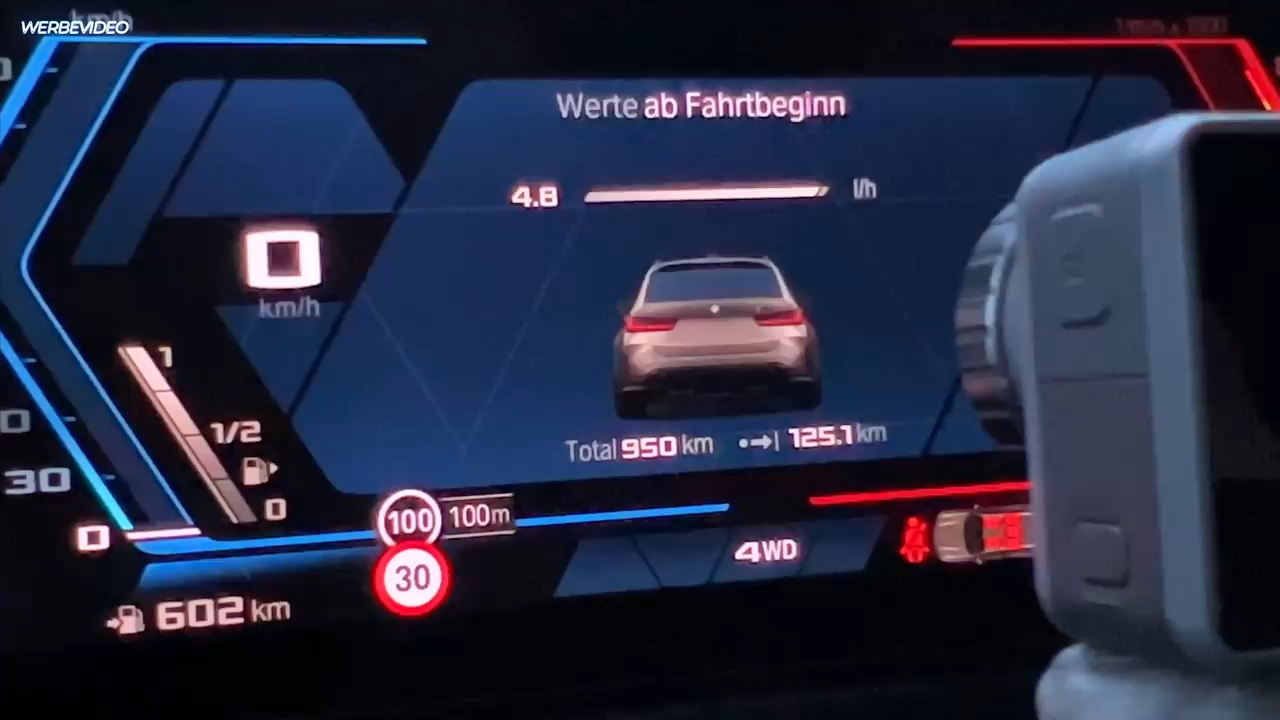 WERBEVIDEO
km/h
Werte ab Fahrtbeginn
4.8 l/h
0
km/h
1
1/2
0
Total 950 km 125.1 km
30
0
100 100m
30
4WD
602 km